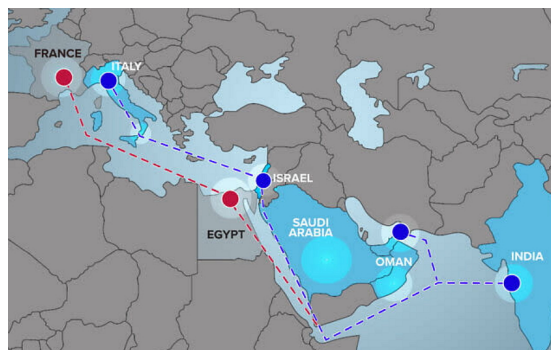 FRANCE
ITALY
ISRAEL
EGYPT
SAUDI
ARABIA
OMAN
INDIA